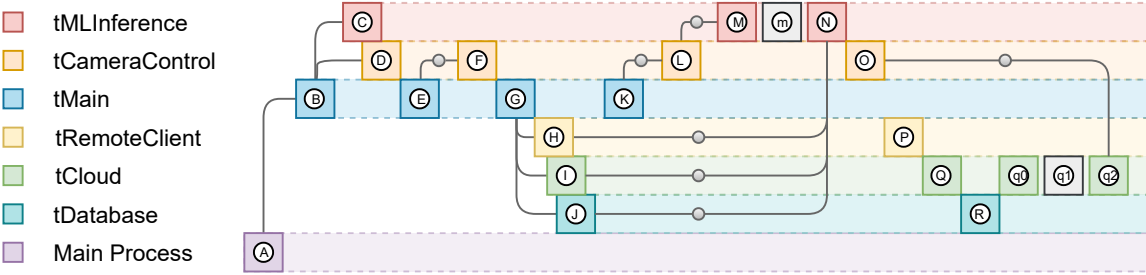 tMLInference C M m N
tCameraControl D F L O
tMain B E G K
tRemoteClient H P
tCloud I Q q0 q1 q2
tDatabase J R
Main Process A